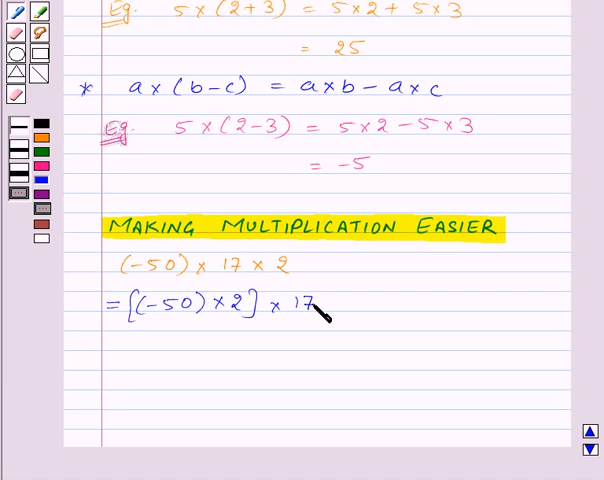 Eg. 5 × (2 + 3) = 5 × 2 + 5 × 3
= 25
* a × (b - c) = a × b - a × c
Eg. 5 × (2 - 3) = 5 × 2 - 5 × 3
= -5
MAKING MULTIPLICATION EASIER
(-50) × 17 × 2
= [(-50) × 2] × 17